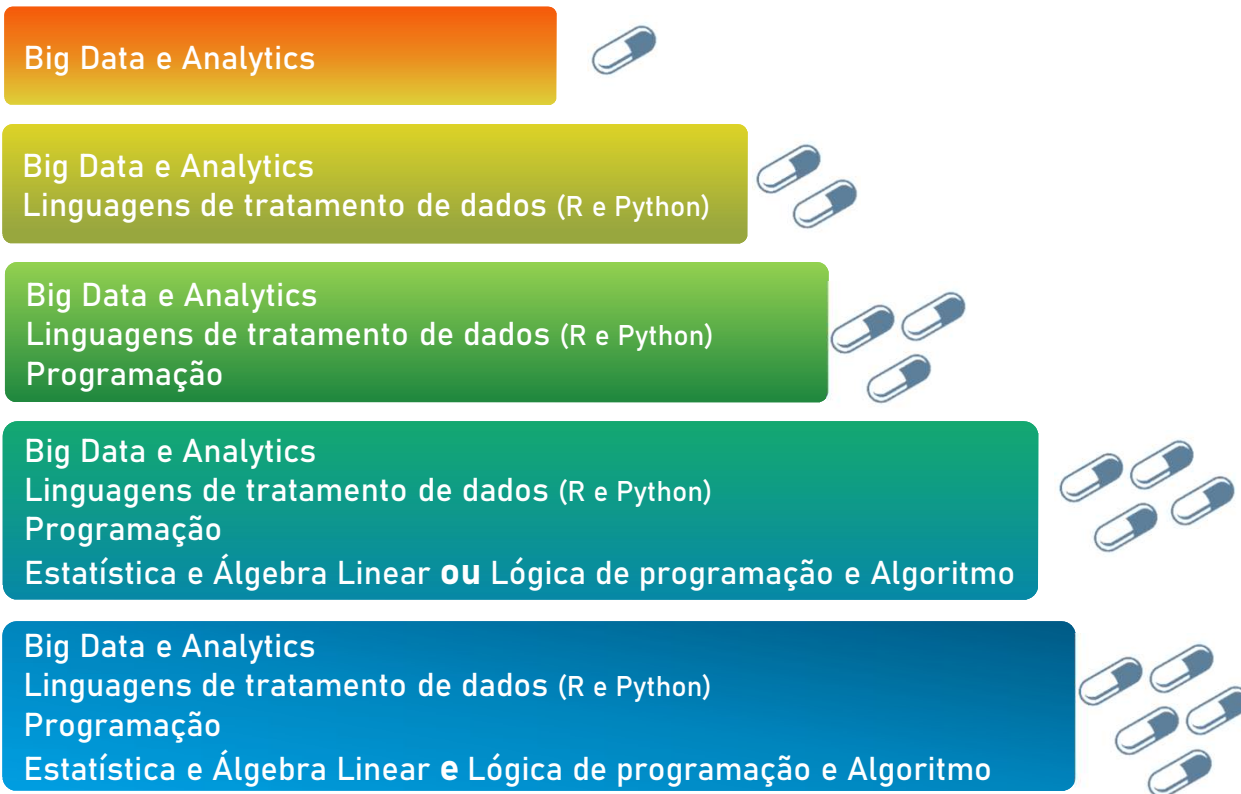 Big Data e Analytics
Big Data e Analytics
Linguagens de tratamento de dados (R e Python)
Big Data e Analytics
Linguagens de tratamento de dados (R e Python)
Programação
Big Data e Analytics
Linguagens de tratamento de dados (R e Python)
Programação
Estatística e Álgebra Linear ou Lógica de programação e Algoritmo
Big Data e Analytics
Linguagens de tratamento de dados (R e Python)
Programação
Estatística e Álgebra Linear e Lógica de programação e Algoritmo